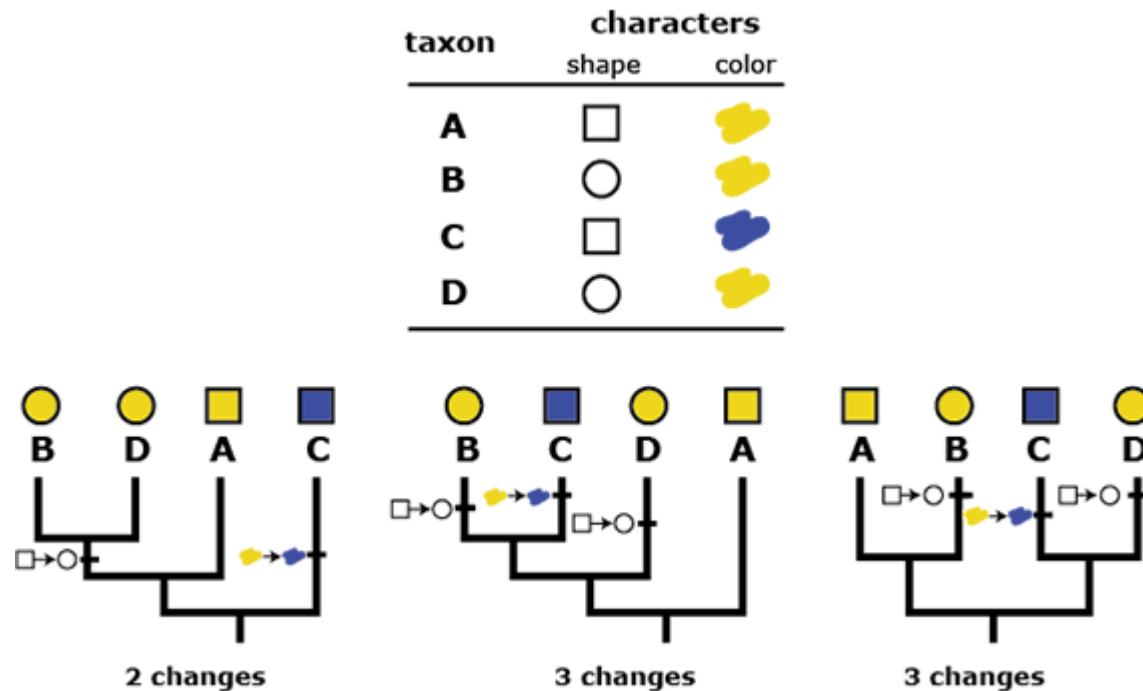 taxon characters
shape color
A
B
C
D
B D A C
B C D A
A B C D
2 changes 3 changes 3 changes